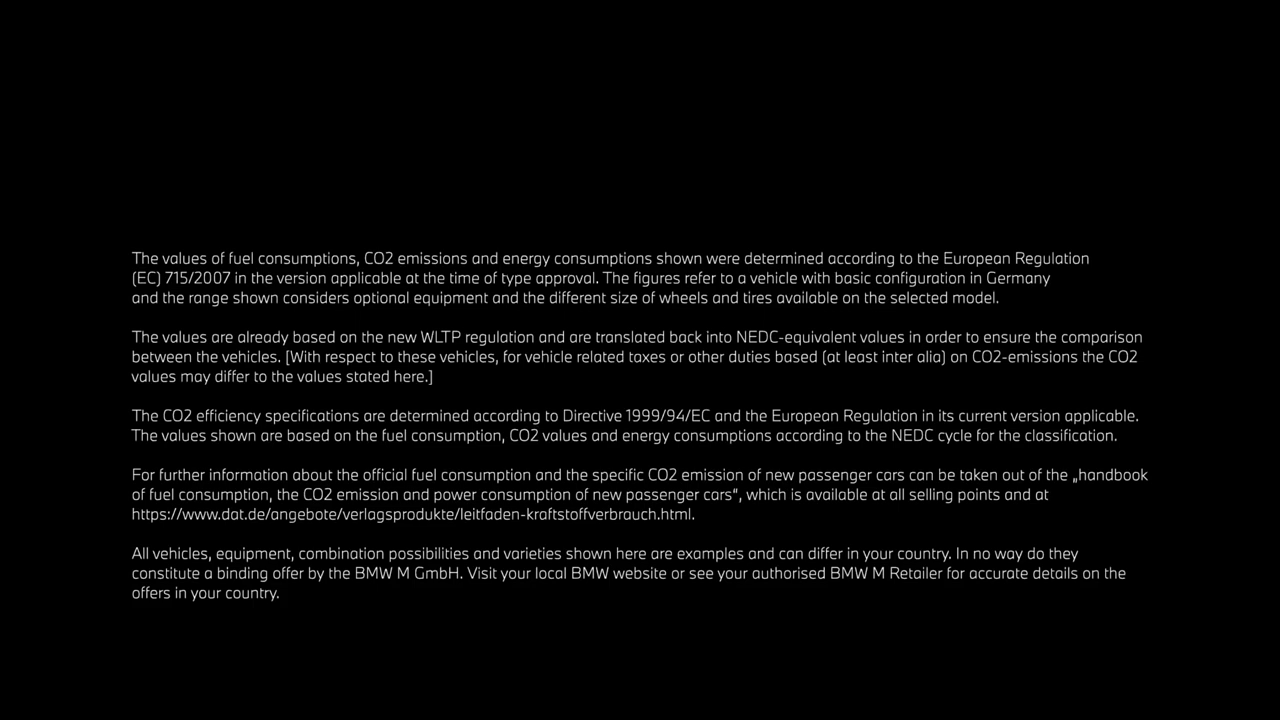 The values of fuel consumptions, CO2 emissions and energy consumptions shown were determined according to the European Regulation
(EC) 715/2007 in the version applicable at the time of type approval. The figures refer to a vehicle with basic configuration in Germany
and the range shown considers optional equipment and the different size of wheels and tires available on the selected model.
The values are already based on the new WLTP regulation and are translated back into NEDC-equivalent values in order to ensure the comparison
between the vehicles. [With respect to these vehicles, for vehicle related taxes or other duties based (at least inter alia) on CO2-emissions the CO2
values may differ to the values stated here.]
The CO2 efficiency specifications are determined according to Directive 1999/94/EC and the European Regulation in its current version applicable.
The values shown are based on the fuel consumption, CO2 values and energy consumptions according to the NEDC cycle for the classification.
For further information about the official fuel consumption and the specific CO2 emission of new passenger cars can be taken out of the „handbook
of fuel consumption, the CO2 emission and power consumption of new passenger cars“, which is available at all selling points and at
https://www.dat.de/angebote/verlagsprodukte/leitfaden-kraftstoffverbrauch.html.
All vehicles, equipment, combination possibilities and varieties shown here are examples and can differ in your country. In no way do they
constitute a binding offer by the BMW M GmbH. Visit your local BMW website or see your authorised BMW M Retailer for accurate details on the
offers in your country.